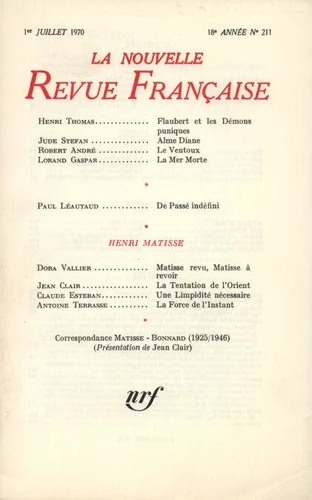 1er JUILLET 1970 18e ANNÉE No 211
LA NOUVELLE
REVUE FRANÇAISE
HENRI THOMAS............. Flaubert et les Démons
puniques
JUDE STEFAN .............. Alme Diane
ROBERT ANDRÉ ............ Le Ventoux
LORAND GASPAR............ La Mer Morte
*
PAUL LÉAUTAUD ............ De Passé indéfini
*
HENRI MATISSE
DORA VALLIER ............. Matisse revu, Matisse à
revoir
JEAN CLAIR................ La Tentation de l'Orient
CLAUDE ESTEBAN............ Une Limpidité nécessaire
ANTOINE TERRASSE .......... La Force de l'Instant
*
Correspondance MATISSE - BONNARD (1925/1946)
(Présentation de Jean Clair)
nrf